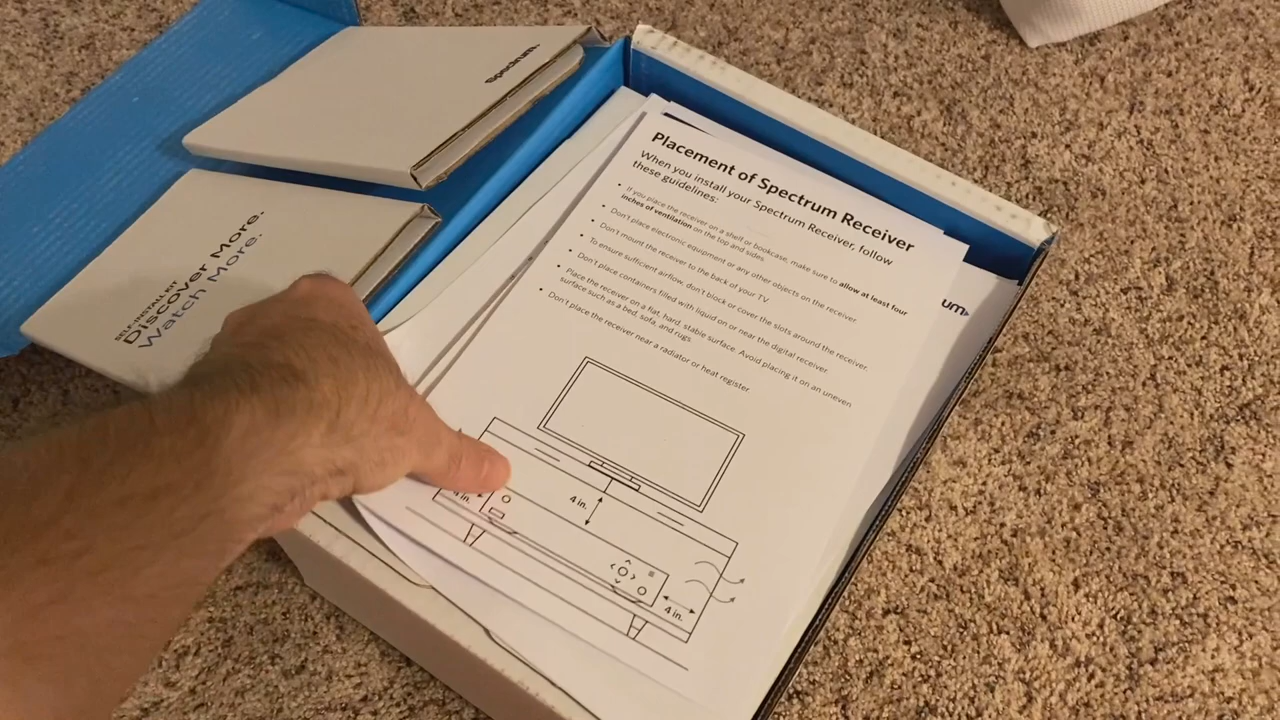 Spectrum
SELF-INSTALL KIT
Discover More.
Watch More.
Placement of Spectrum Receiver
When you install your Spectrum Receiver, follow
these guidelines:
• If you place the receiver on a shelf or bookcase, make sure to allow at least four
inches of ventilation on the top and sides.
• Don't place electronic equipment or any other objects on the receiver.
• Don't mount the receiver to the back of your TV.
• To ensure sufficient airflow, don't block or cover the slots around the receiver.
• Don't place containers filled with liquid on or near the digital receiver.
• Place the receiver on a flat, hard, stable surface. Avoid placing it on an uneven
surface such as a bed, sofa, and rugs.
• Don't place the receiver near a radiator or heat register
um
4 in.
4 in.
4 in.